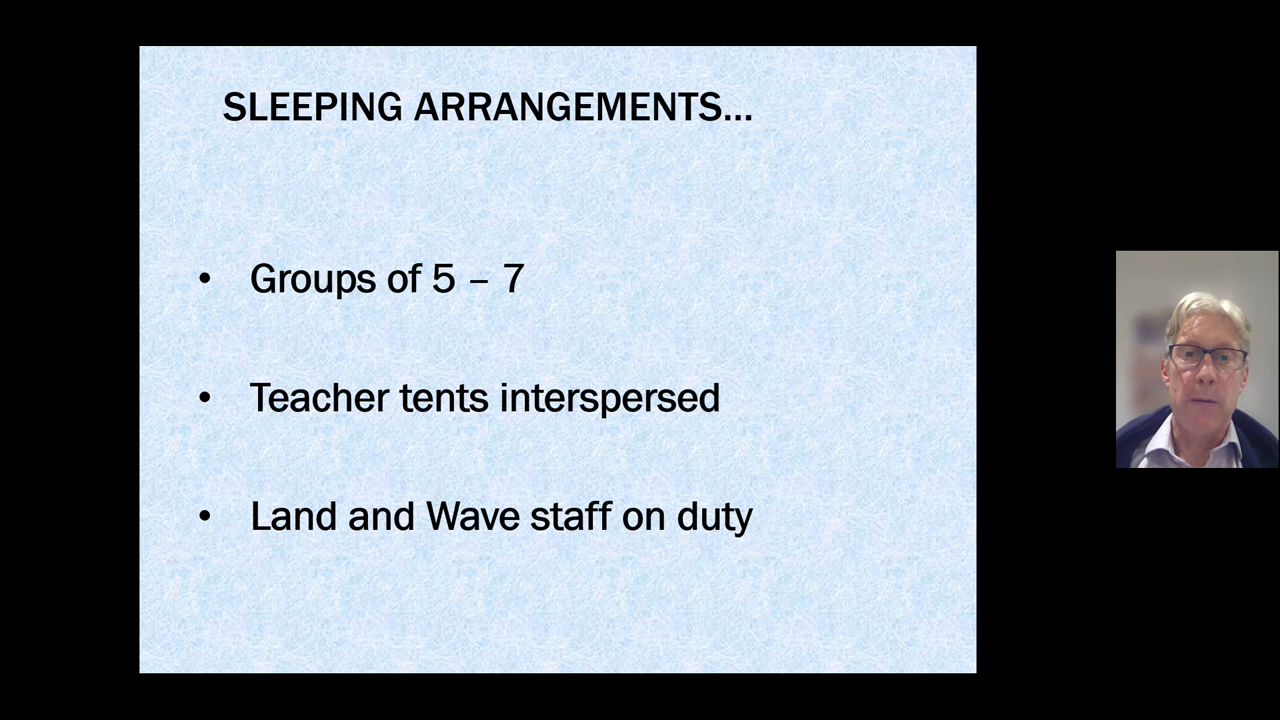 SLEEPING ARRANGEMENTS...
• Groups of 5 – 7
• Teacher tents interspersed
• Land and Wave staff on duty